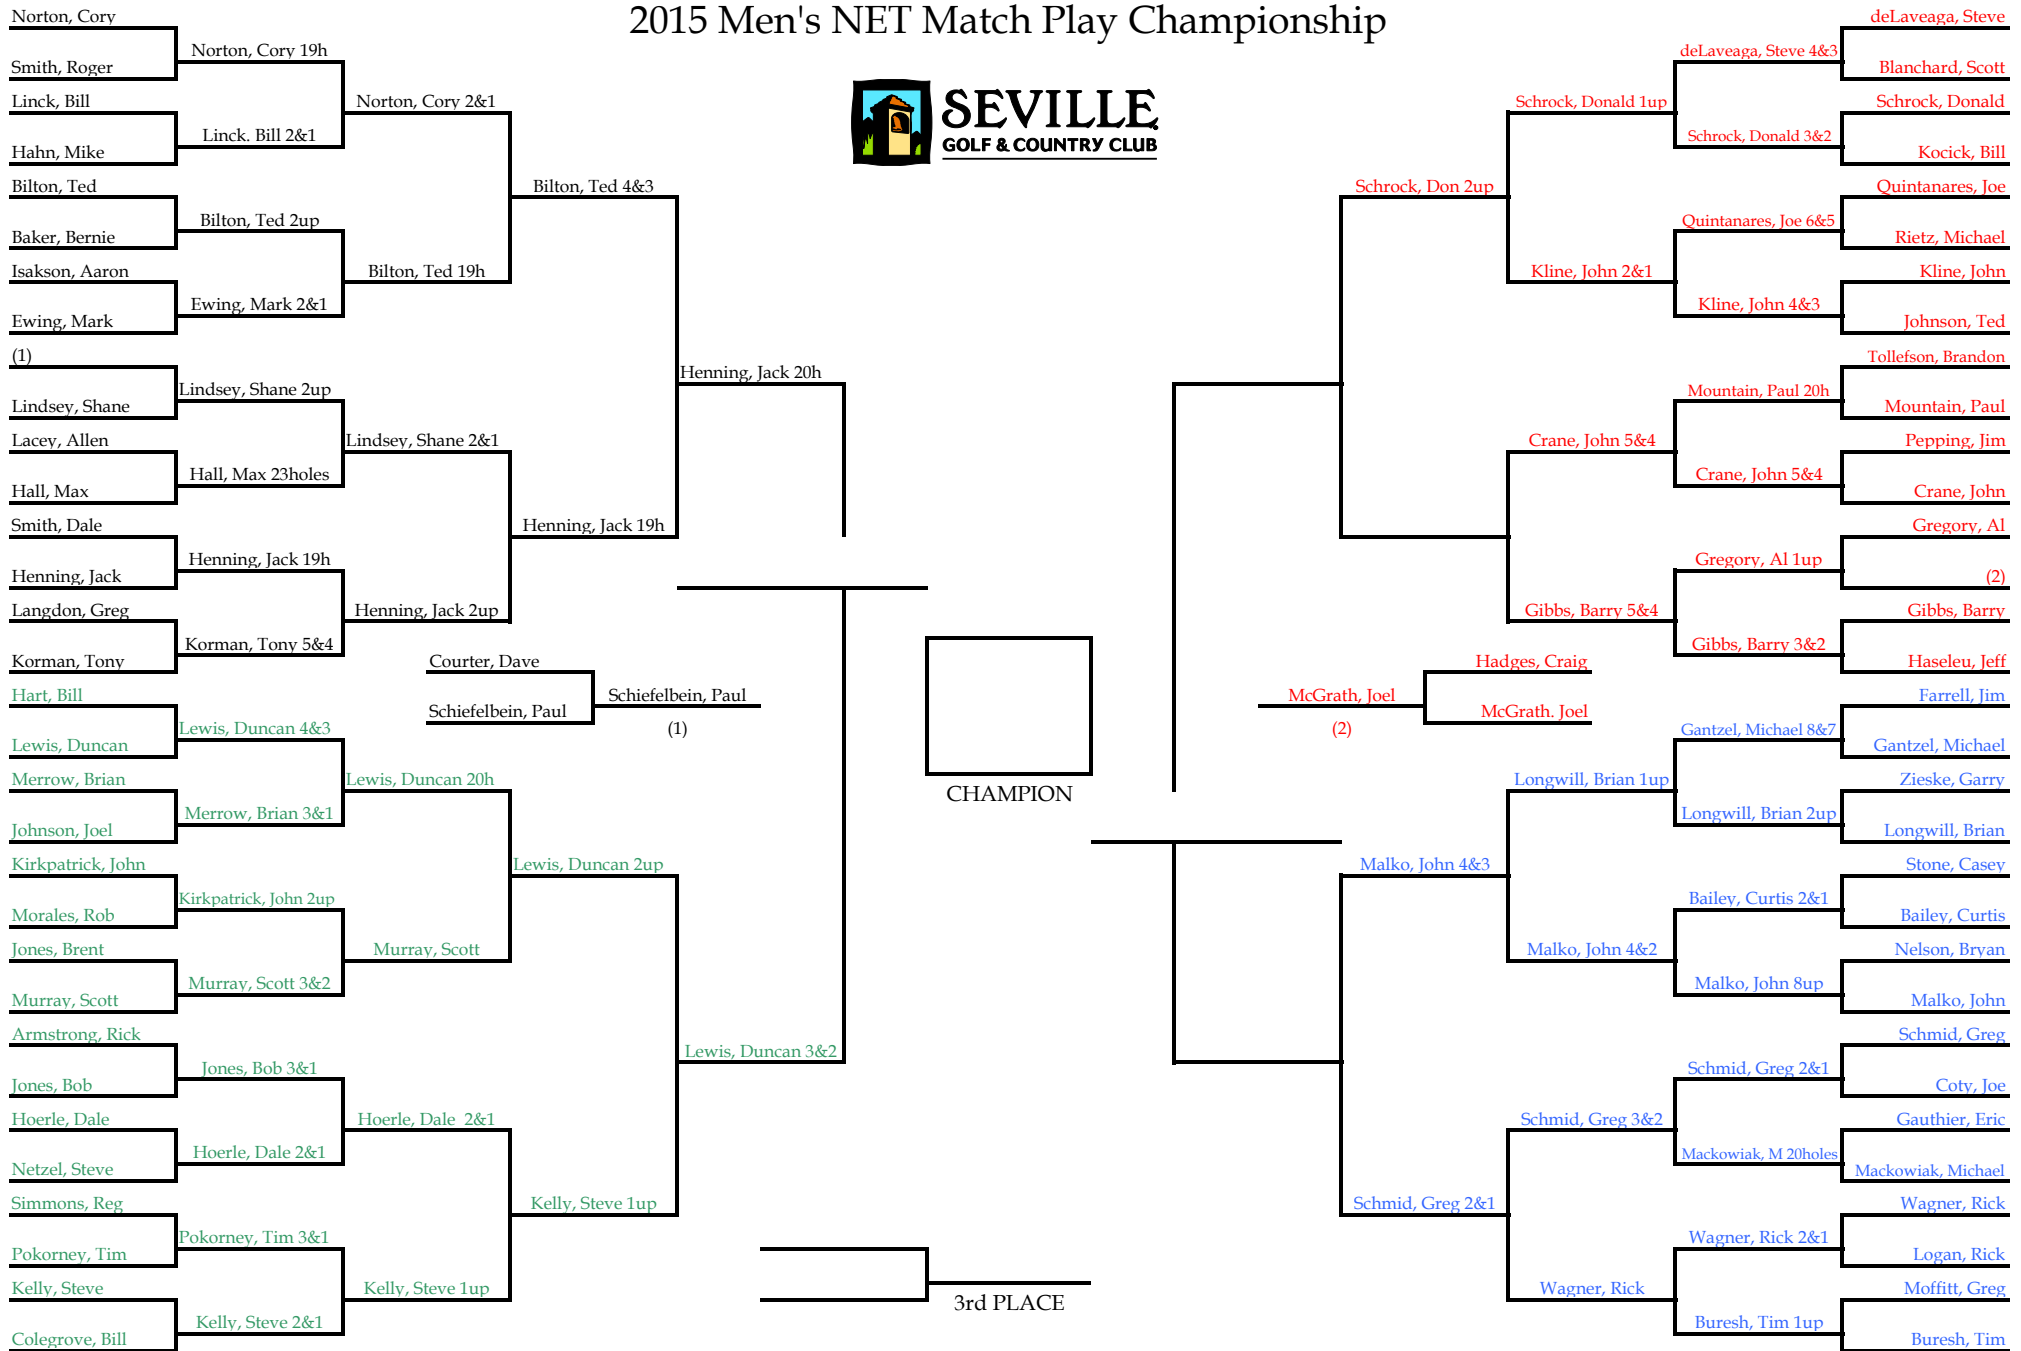 2015 Men's NET Match Play Championship
SEVILLE
GOLF & COUNTRY CLUB
Norton, Cory
Smith, Roger
Linck, Bill
Hahn, Mike
Bilton, Ted
Baker, Bernie
Isakson, Aaron
Ewing, Mark
(1)
Lindsey, Shane
Lacey, Allen
Hall, Max
Smith, Dale
Henning, Jack
Langdon, Greg
Korman, Tony
Hart, Bill
Lewis, Duncan
Merrow, Brian
Johnson, Joel
Kirkpatrick, John
Morales, Rob
Jones, Brent
Murray, Scott
Armstrong, Rick
Jones, Bob
Hoerle, Dale
Netzel, Steve
Simmons, Reg
Pokorney, Tim
Kelly, Steve
Colegrove, Bill
Norton, Cory 19h
Linck. Bill 2&1
Bilton, Ted 2up
Ewing, Mark 2&1
Lindsey, Shane 2up
Hall, Max 23holes
Henning, Jack 19h
Korman, Tony 5&4
Lewis, Duncan 4&3
Merrow, Brian 3&1
Kirkpatrick, John 2up
Murray, Scott 3&2
Jones, Bob 3&1
Hoerle, Dale 2&1
Pokorney, Tim 3&1
Kelly, Steve 2&1
Norton, Cory 2&1
Bilton, Ted 19h
Lindsey, Shane 2&1
Henning, Jack 2up
Lewis, Duncan 20h
Murray, Scott
Hoerle, Dale  2&1
Kelly, Steve 1up
Bilton, Ted 4&3
Henning, Jack 19h
Lewis, Duncan 2up
Kelly, Steve 1up
Henning, Jack 20h
Lewis, Duncan 3&2
Courter, Dave
Schiefelbein, Paul
Schiefelbein, Paul
(1)
CHAMPION
3rd PLACE
Hadges, Craig
McGrath. Joel
McGrath, Joel
(2)
Schrock, Don 2up
Malko, John 4&3
Schmid, Greg 2&1
Schrock, Donald 1up
Kline, John 2&1
Crane, John 5&4
Gibbs, Barry 5&4
Longwill, Brian 1up
Malko, John 4&2
Schmid, Greg 3&2
Wagner, Rick
deLaveaga, Steve 4&3
Schrock, Donald 3&2
Quintanares, Joe 6&5
Kline, John 4&3
Mountain, Paul 20h
Crane, John 5&4
Gregory, Al 1up
Gibbs, Barry 3&2
Gantzel, Michael 8&7
Longwill, Brian 2up
Bailey, Curtis 2&1
Malko, John 8up
Schmid, Greg 2&1
Mackowiak, M 20holes
Wagner, Rick 2&1
Buresh, Tim 1up
deLaveaga, Steve
Blanchard, Scott
Schrock, Donald
Kocick, Bill
Quintanares, Joe
Rietz, Michael
Kline, John
Johnson, Ted
Tollefson, Brandon
Mountain, Paul
Pepping, Jim
Crane, John
Gregory, Al
(2)
Gibbs, Barry
Haseleu, Jeff
Farrell, Jim
Gantzel, Michael
Zieske, Garry
Longwill, Brian
Stone, Casey
Bailey, Curtis
Nelson, Bryan
Malko, John
Schmid, Greg
Coty, Joe
Gauthier, Eric
Mackowiak, Michael
Wagner, Rick
Logan, Rick
Moffitt, Greg
Buresh, Tim